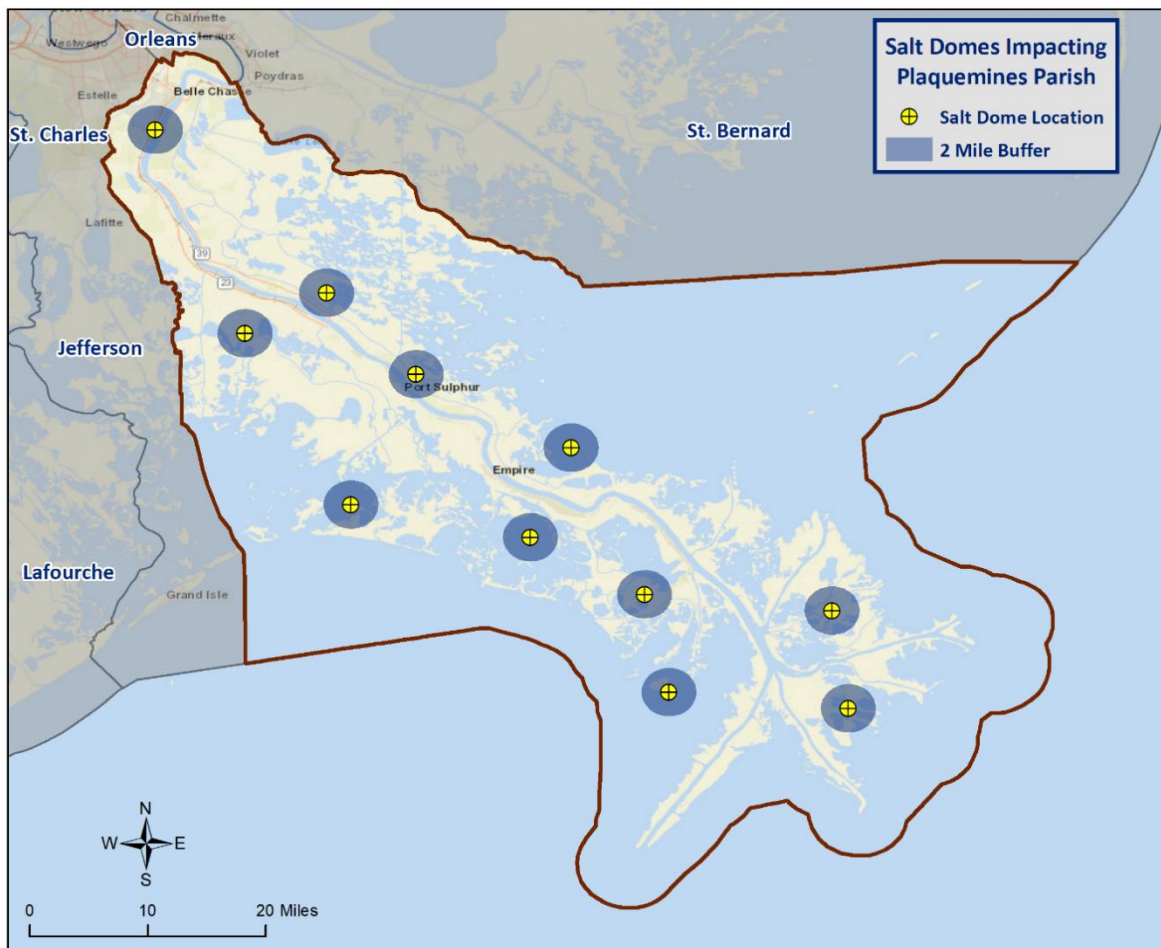 Chalmette
Westwego
Orleans
Meraux
Violet
Poydras
Estelle
Belle Chasse
St. Charles
Salt Domes Impacting
Plaquemines Parish
Salt Dome Location
2 Mile Buffer
St. Bernard
Lafitte
39
23
Jefferson
Port Sulphur
Empire
Lafourche
Grand Isle
N
W
E
S
0
10
20 Miles